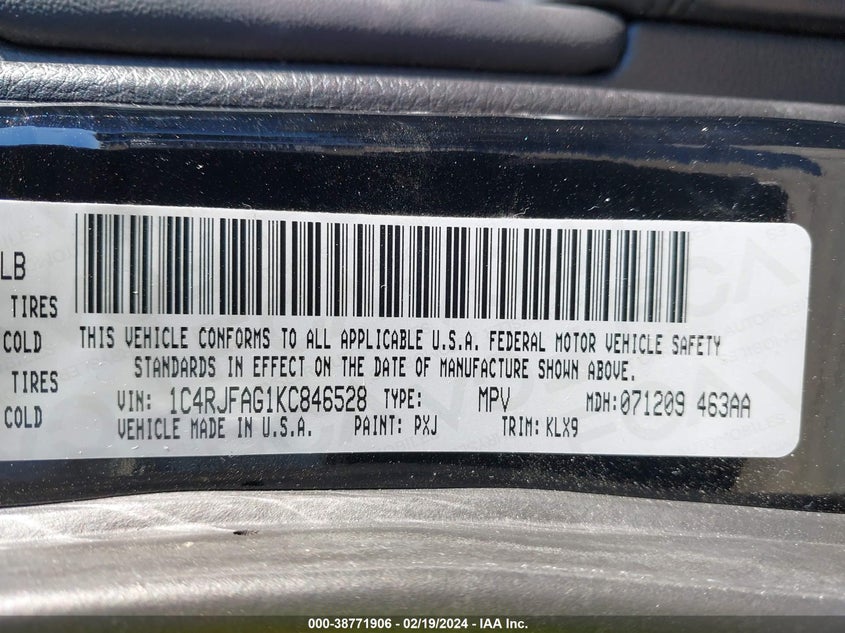 LB
TIRES
COLD
TIRES
COLD
THIS VEHICLE CONFORMS TO ALL APPLICABLE U.S.A. FEDERAL MOTOR VEHICLE SAFETY
STANDARDS IN EFFECT ON THE DATE OF MANUFACTURE SHOWN ABOVE.
VIN: 1C4RJFAG1KC846528 TYPE: MPV MDH:071209 463AA
VEHICLE MADE IN U.S.A. PAINT: PXJ TRIM: KLX9
000-38771906 - 02/19/2024 - IAA Inc.